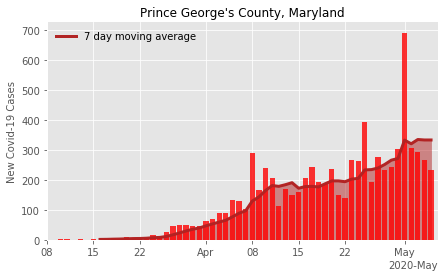 Prince George's County, Maryland
7 day moving average
New Covid-19 Cases
700
600
500
400
300
200
100
0
08 15 22 Apr 08 15 22 May
2020-May